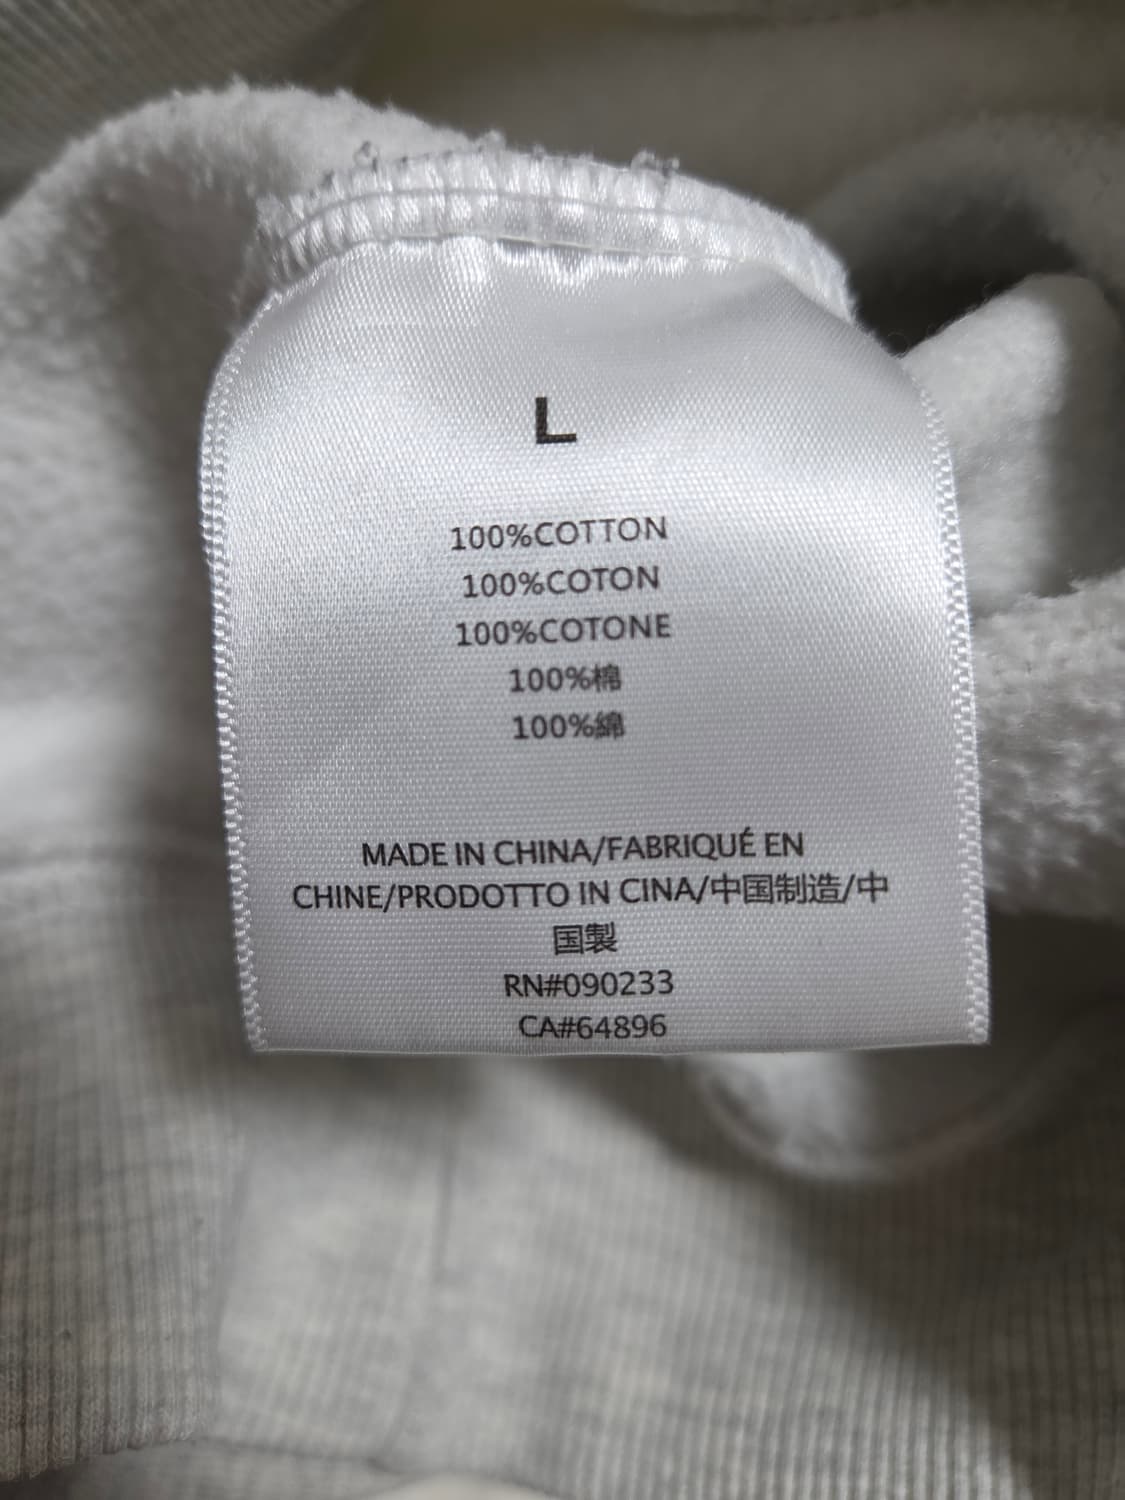 L
100%COTTON
100%COTON
100%COTONE
100%棉
100%綿
MADE IN CHINA/FABRIQUÉ EN
CHINE/PRODOTTO IN CINA/中国制造/中
国製
RN#090233
CA#64896